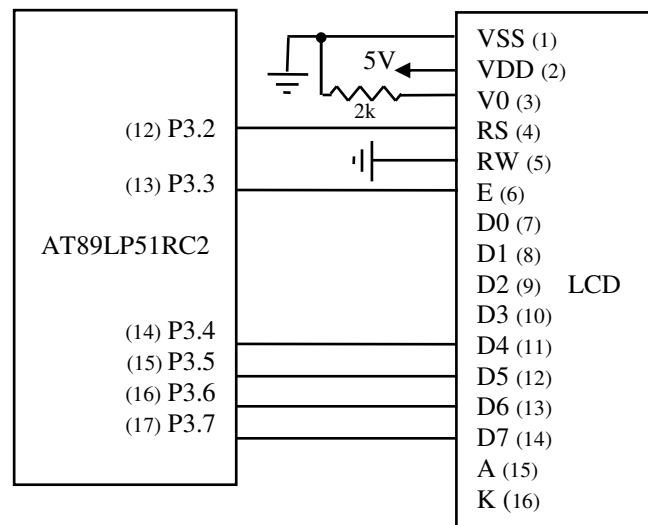 VSS (1)
5V
VDD (2)
V0 (3)
2k
(12) P3.2
RS (4)
RW (5)
(13) P3.3
E (6)
D0 (7)
AT89LP51RC2
D1 (8)
D2 (9) LCD
D3 (10)
(14) P3.4
D4 (11)
(15) P3.5
D5 (12)
(16) P3.6
D6 (13)
(17) P3.7
D7 (14)
A (15)
K (16)